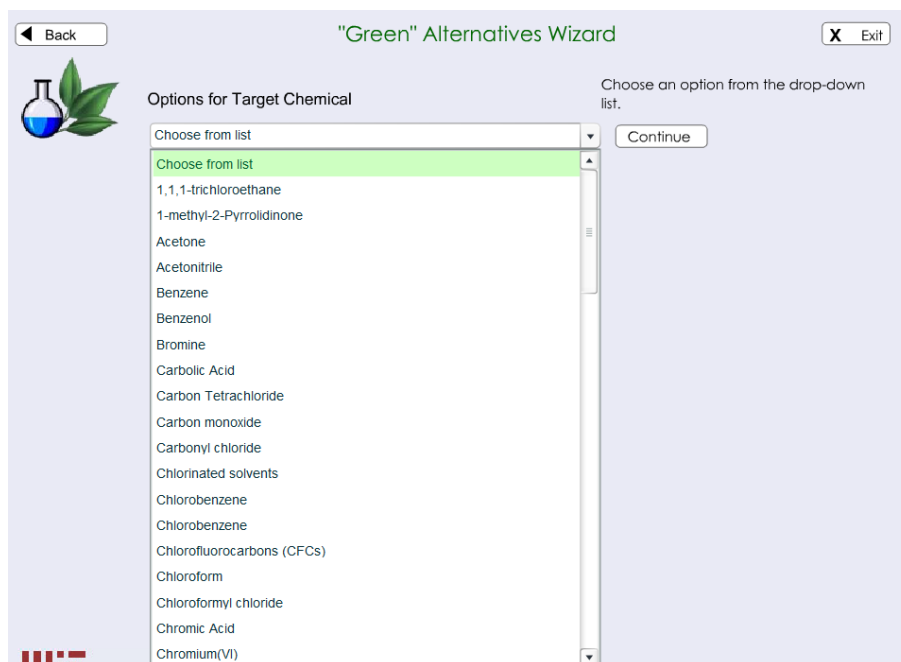 Back
"Green" Alternatives Wizard
X Exit
Options for Target Chemical
Choose an option from the drop-down
list.
Choose from list
Continue
Choose from list
1,1,1-trichloroethane
1-methyl-2-Pyrrolidinone
Acetone
Acetonitrile
Benzene
Benzenol
Bromine
Carbolic Acid
Carbon Tetrachloride
Carbon monoxide
Carbonyl chloride
Chlorinated solvents
Chlorobenzene
Chlorobenzene
Chlorofluorocarbons (CFCs)
Chloroform
Chloroformyl chloride
Chromic Acid
Chromium(VI)